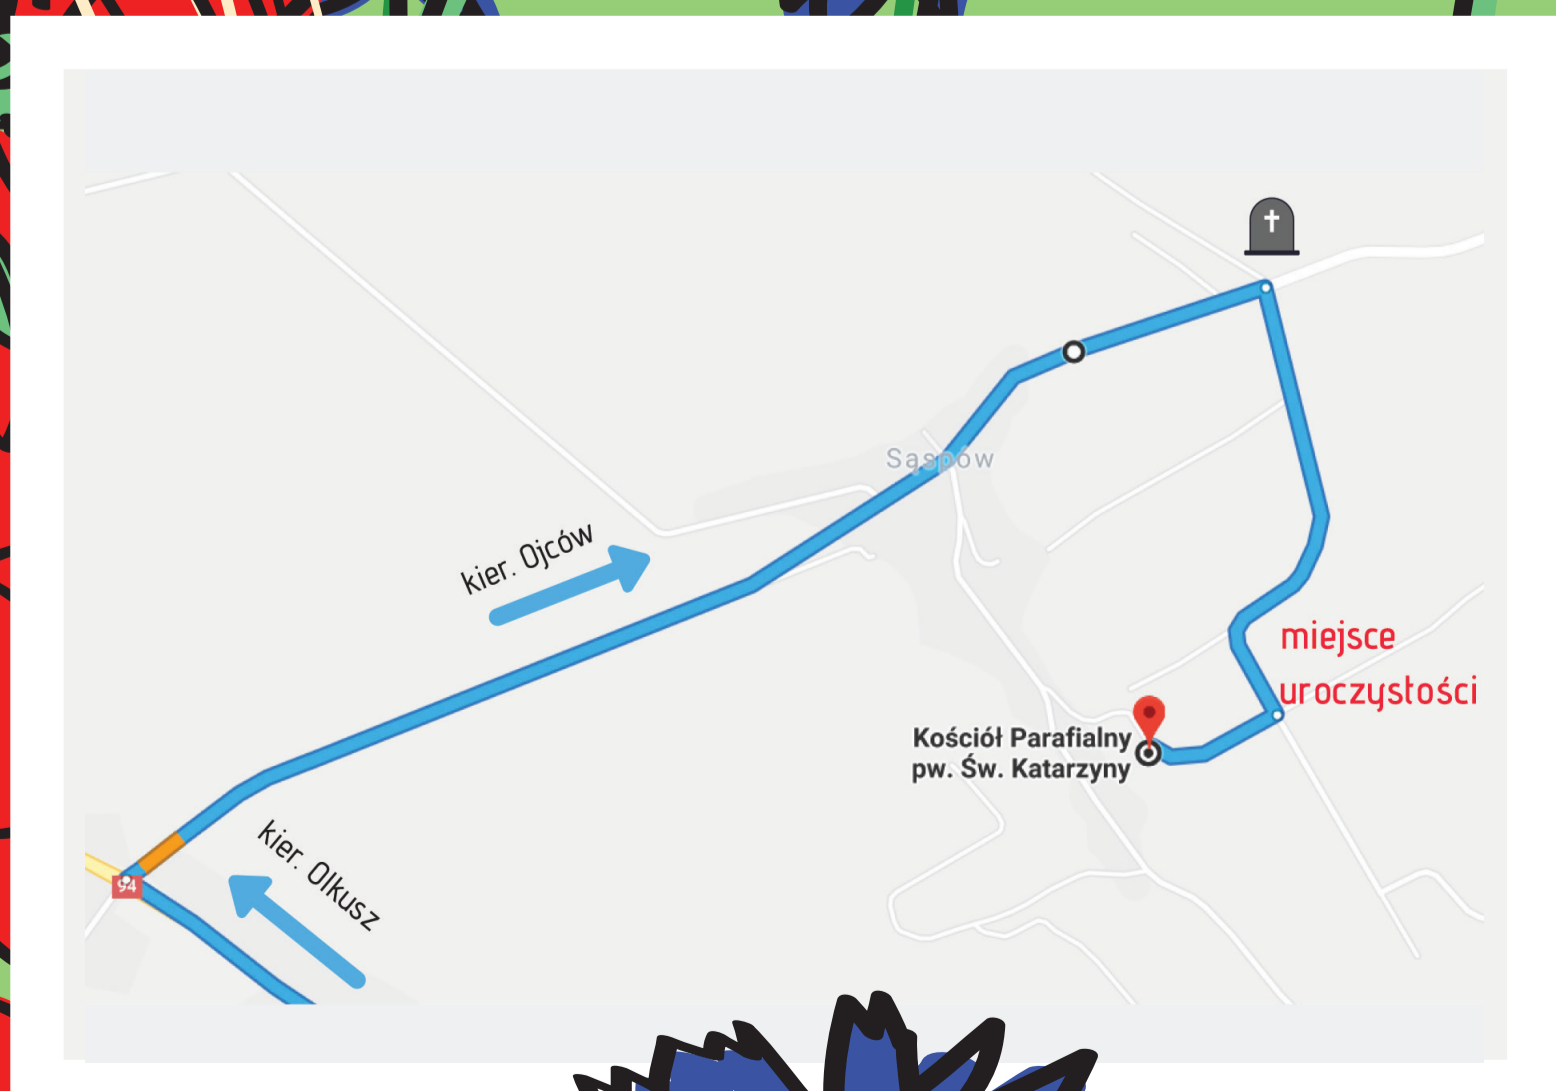 Sąspów
kier. Ojców
miejsce
uroczystości
Kościół Parafialny
pw. Św. Katarzyny
kier. Olkusz
94